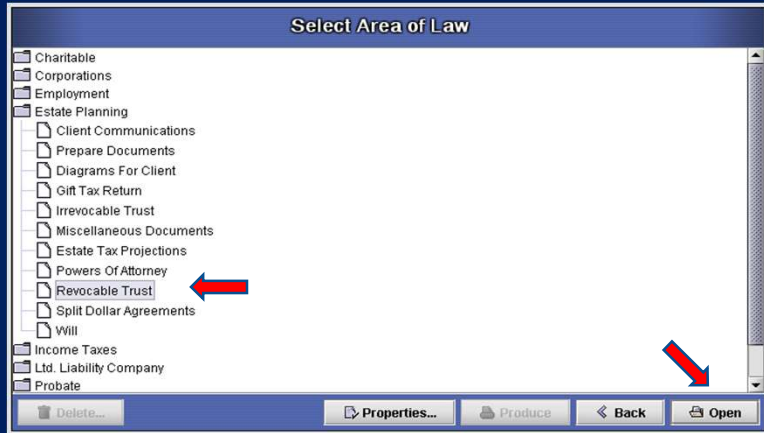 Select Area of Law
Charitable
Corporations
Employment
Estate Planning
Client Communications
Prepare Documents
Diagrams For Client
Gift Tax Return
Irrevocable Trust
Miscellaneous Documents
Estate Tax Projections
Powers Of Attorney
Revocable Trust
Split Dollar Agreements
Will
Income Taxes
Ltd. Liability Company
Probate
Delete... Properties... Produce Back Open